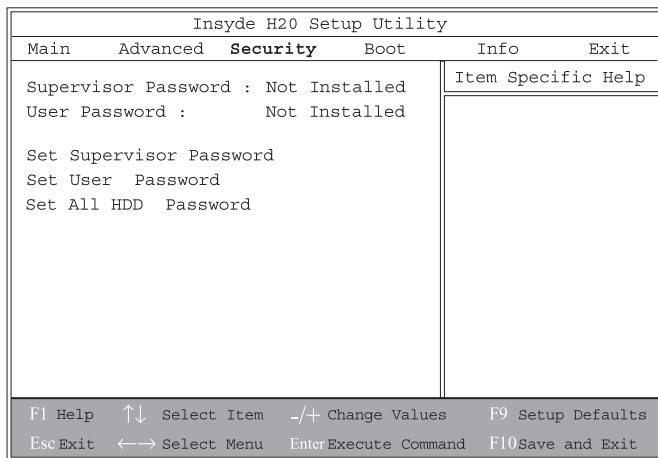 Insyde H20 Setup Utility
Main Advanced Security Boot Info Exit
Supervisor Password : Not Installed
User Password : Not Installed
Set Supervisor Password
Set User Password
Set All HDD Password
Item Specific Help
F1 Help ↑↓ Select Item -/+ Change Values F9 Setup Defaults
Esc Exit ←→ Select Menu Enter Execute Command F10 Save and Exit